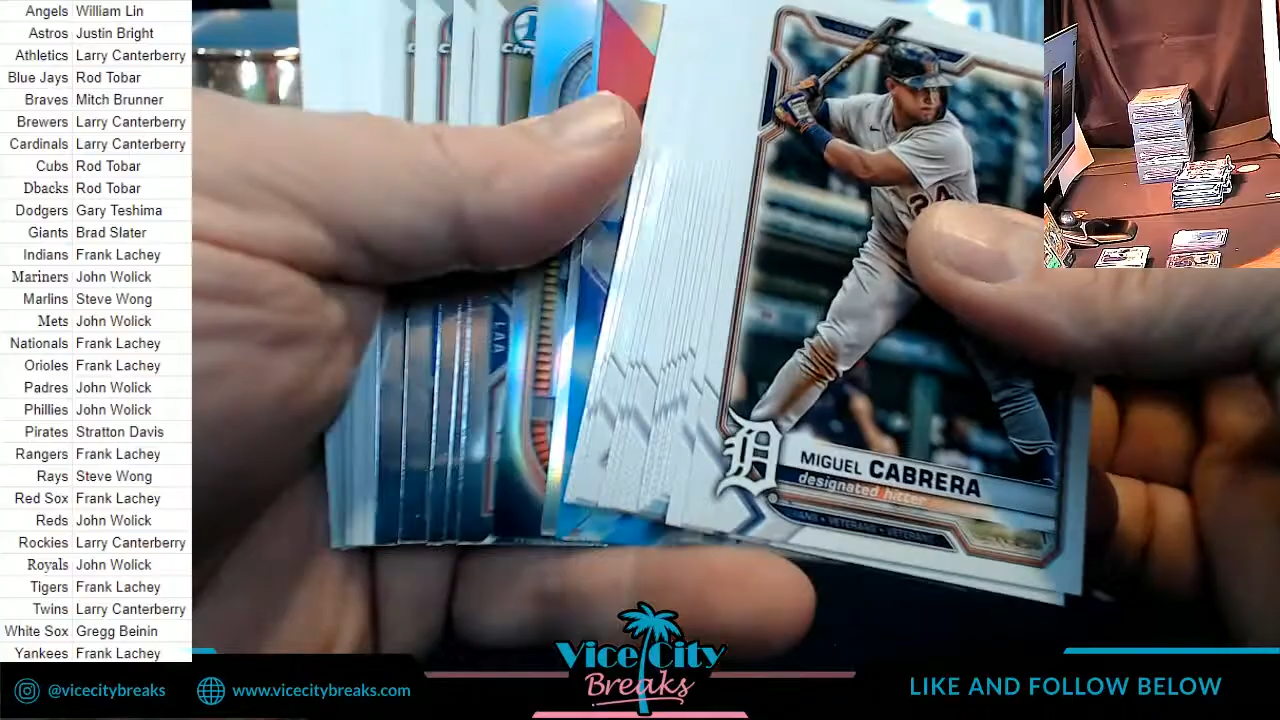 Angels William Lin
Astros Justin Bright
Athletics Larry Canterberry
Blue Jays Rod Tobar
Braves Mitch Brunner
Brewers Larry Canterberry
Cardinals Larry Canterberry
Cubs Rod Tobar
Dbacks Rod Tobar
Dodgers Gary Teshima
Giants Brad Slater
Indians Frank Lachey
Mariners John Wolick
Marlins Steve Wong
Mets John Wolick
Nationals Frank Lachey
Orioles Frank Lachey
Padres John Wolick
Phillies John Wolick
Pirates Stratton Davis
Rangers Frank Lachey
Rays Steve Wong
Red Sox Frank Lachey
Reds John Wolick
Rockies Larry Canterberry
Royals John Wolick
Tigers Frank Lachey
Twins Larry Canterberry
White Sox Gregg Beinin
Yankees Frank Lachey
LAA
24
D
MIGUEL CABRERA
designated hitter
VETERANS • VETERANS
@vicecitybreaks
www.vicecitybreaks.com
Vice City
Breaks
LIKE AND FOLLOW BELOW